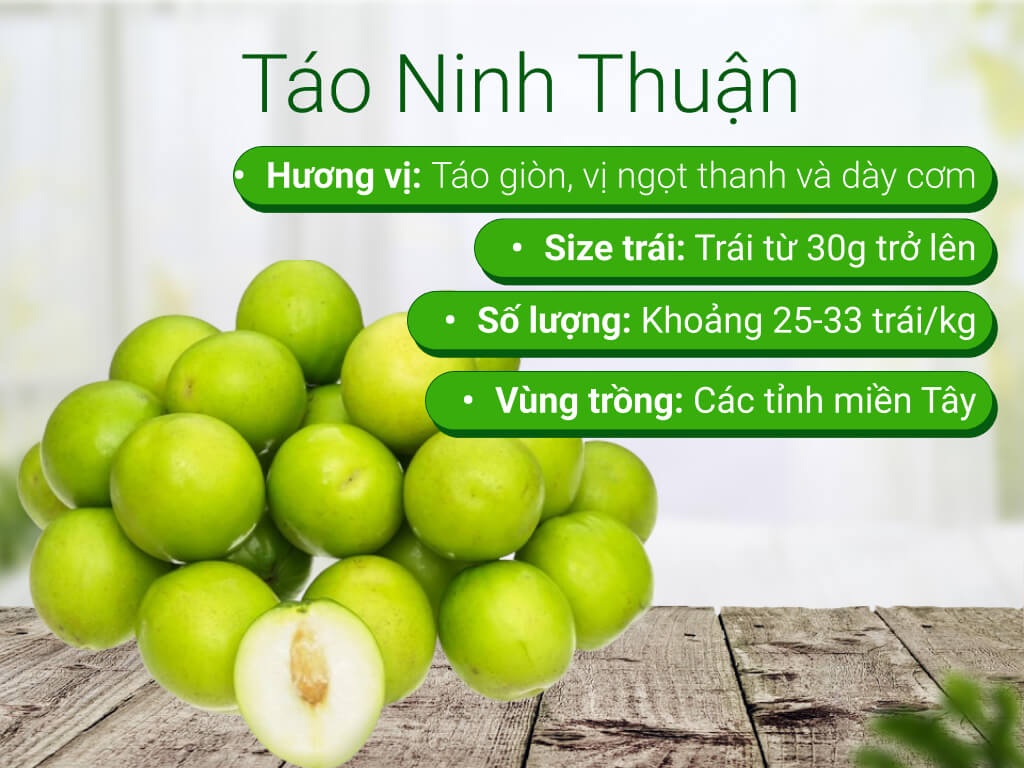 Táo Ninh Thuận
• Hương vị: Táo giòn, vị ngọt thanh và dày cơm
• Size trái: Trái từ 30g trở lên
• Số lượng: Khoảng 25-33 trái/kg
• Vùng trồng: Các tỉnh miền Tây